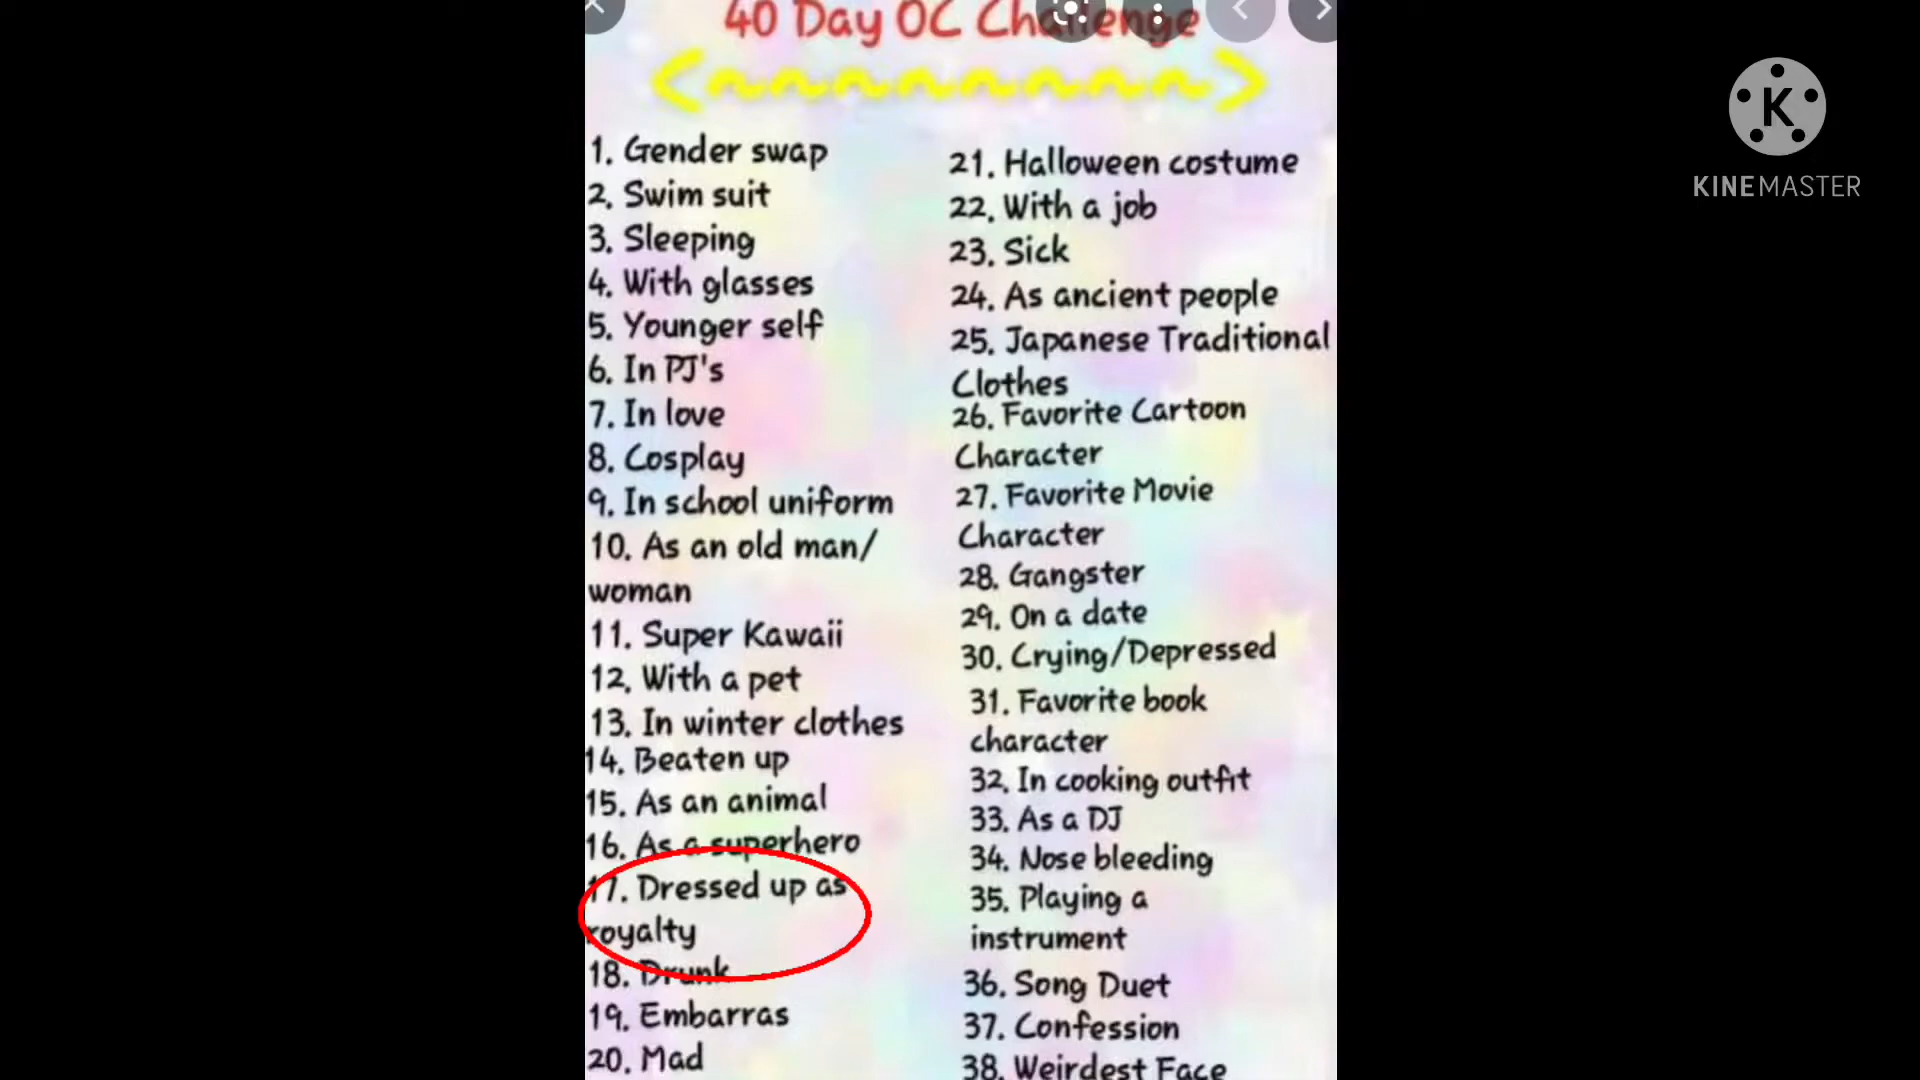 40 Day OC Challenge
1. Gender swap
2. Swim suit
3. Sleeping
4. With glasses
5. Younger self
6. In PJ's
7. In love
8. Cosplay
9. In school uniform
10. As an old man/
woman
11. Super Kawaii
12. With a pet
13. In winter clothes
14. Beaten up
15. As an animal
16. As a superhero
17. Dressed up as
royalty
18. Drunk
19. Embarras
20. Mad
21. Halloween costume
22. With a job
23. Sick
24. As ancient people
25. Japanese Traditional
Clothes
26. Favorite Cartoon
Character
27. Favorite Movie
Character
28. Gangster
29. On a date
30. Crying/Depressed
31. Favorite book
character
32. In cooking outfit
33. As a DJ
34. Nose bleeding
35. Playing a
instrument
36. Song Duet
37. Confession
38. Weirdest Face
K
KINEMASTER